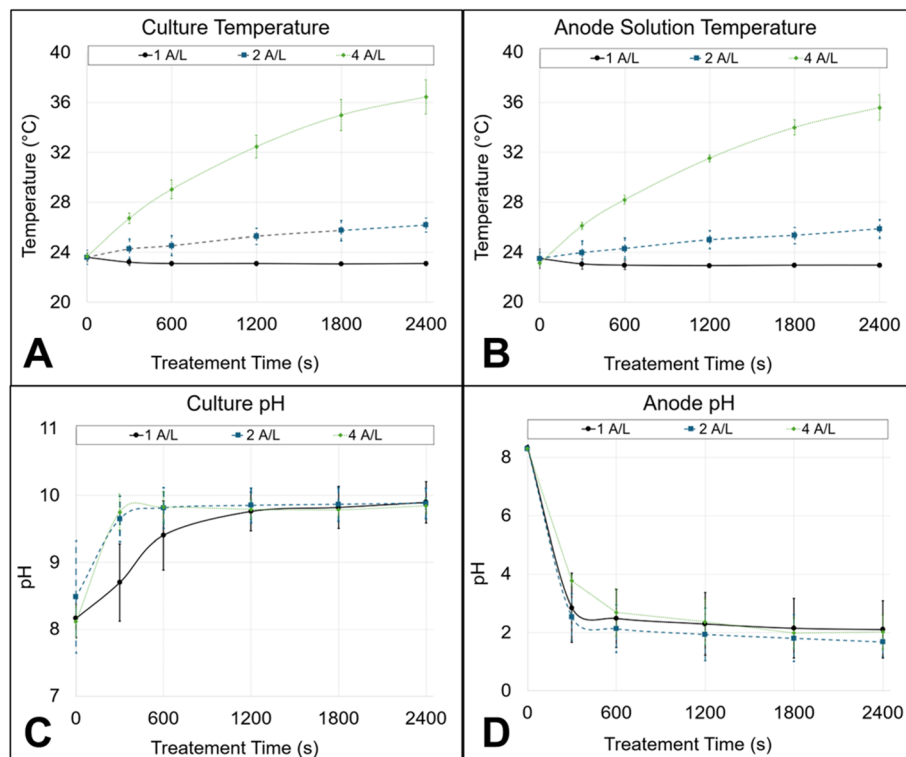 Culture Temperature
1 A/L 2 A/L 4 A/L
Temperature (°C)
40
36
32
28
24
20
0 600 1200 1800 2400
Treatement Time (s)
A
Anode Solution Temperature
1 A/L 2 A/L 4 A/L
Temperature (°C)
40
36
32
28
24
20
0 600 1200 1800 2400
Treatement Time (s)
B
Culture pH
1 A/L 2 A/L 4 A/L
pH
11
10
9
8
7
0 600 1200 1800 2400
Treatement Time (s)
C
Anode pH
1 A/L 2 A/L 4 A/L
pH
8
6
4
2
0
0 600 1200 1800 2400
Treatement Time (s)
D